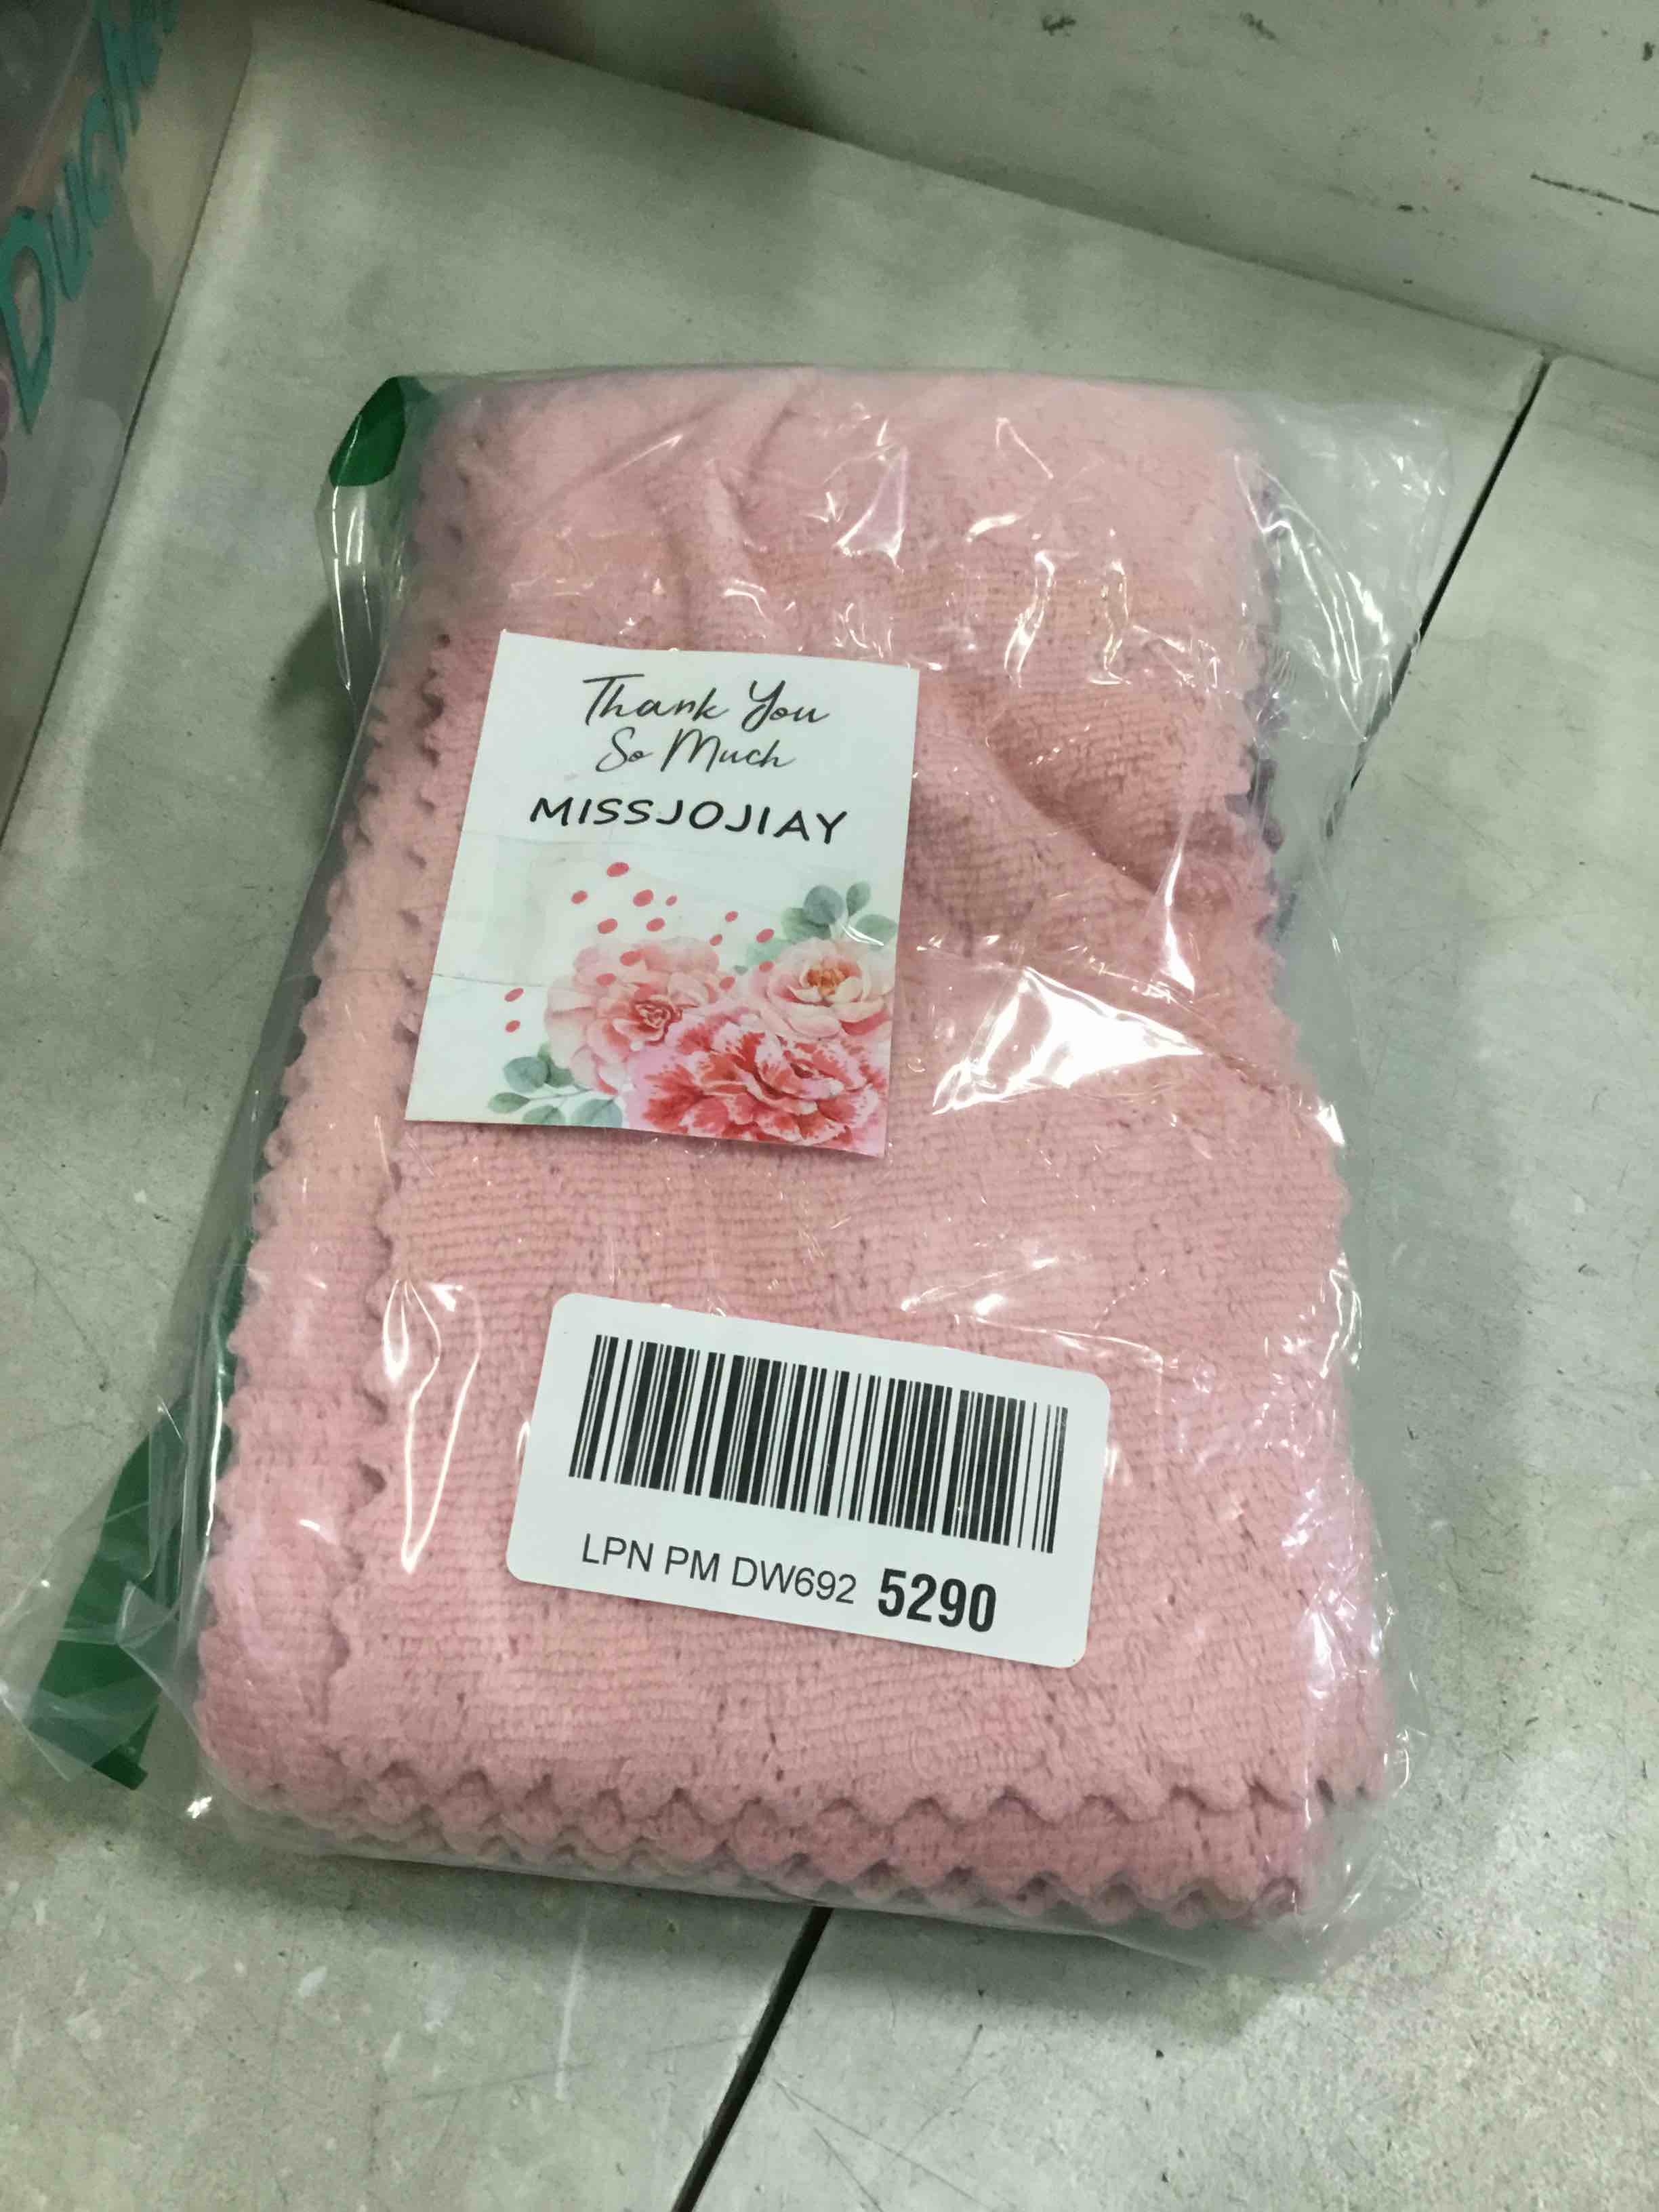 Thank You
So Much
MISSJOJIAY
LPN PM DW692 5290